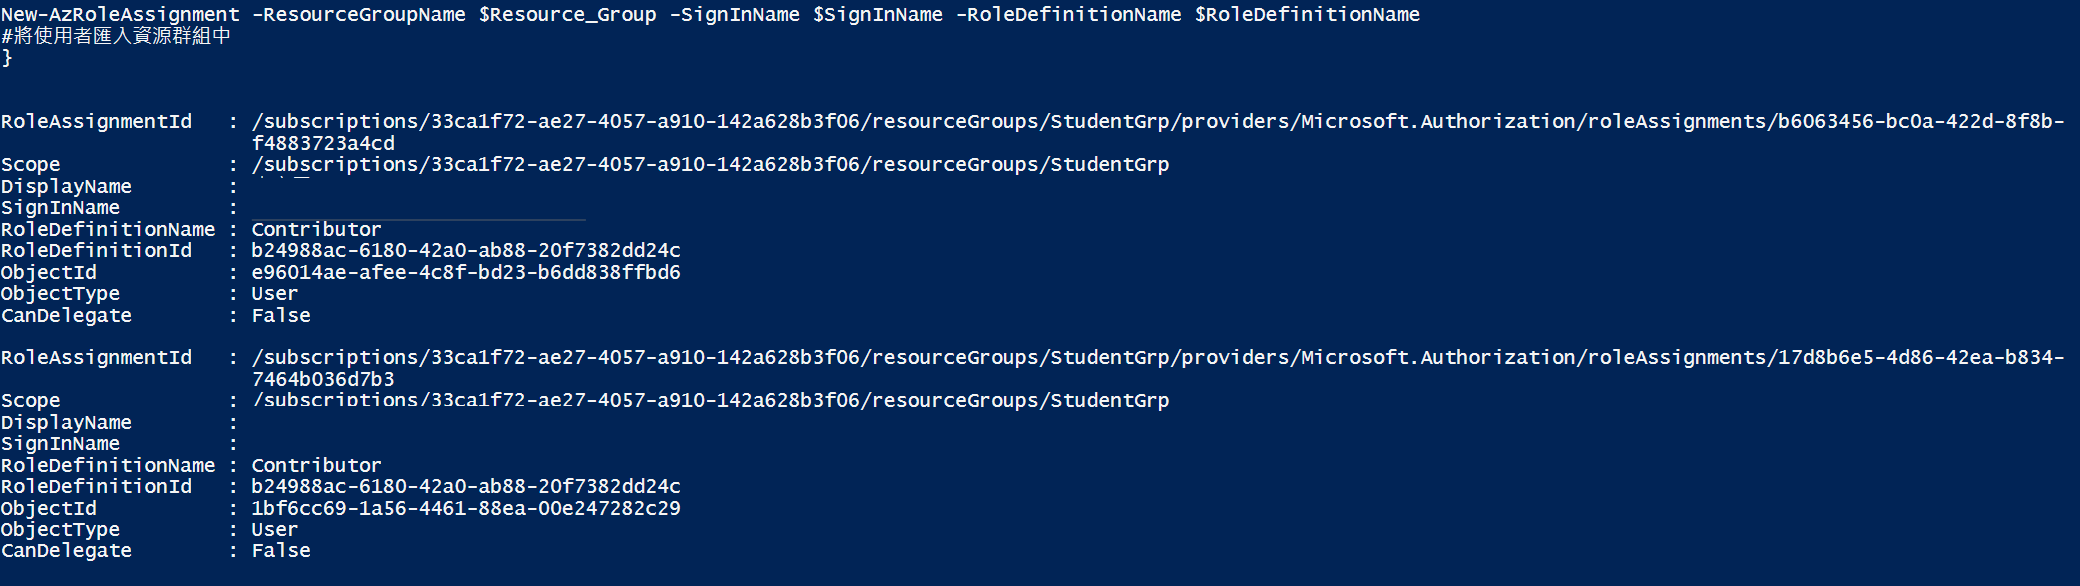 New-AzRoleAssignment -ResourceGroupName $Resource_Group -SignInName $SignInName -RoleDefinitionName $RoleDefinitionName
#將使用者匯入資源群組中
}
RoleAssignmentId   : /subscriptions/33ca1f72-ae27-4057-a910-142a628b3f06/resourceGroups/StudentGrp/providers/Microsoft.Authorization/roleAssignments/b6063456-bc0a-422d-8f8b-
f4883723a4cd
Scope              : /subscriptions/33ca1f72-ae27-4057-a910-142a628b3f06/resourceGroups/StudentGrp
DisplayName        :
SignInName         :
RoleDefinitionName : Contributor
RoleDefinitionId   : b24988ac-6180-42a0-ab88-20f7382dd24c
ObjectId           : e96014ae-afee-4c8f-bd23-b6dd838ffbd6
ObjectType         : User
CanDelegate        : False
RoleAssignmentId   : /subscriptions/33ca1f72-ae27-4057-a910-142a628b3f06/resourceGroups/StudentGrp/providers/Microsoft.Authorization/roleAssignments/17d8b6e5-4d86-42ea-b834-
7464b036d7b3
Scope              : /subscriptions/33ca1f72-ae27-4057-a910-142a628b3f06/resourceGroups/StudentGrp
DisplayName        :
SignInName         :
RoleDefinitionName : Contributor
RoleDefinitionId   : b24988ac-6180-42a0-ab88-20f7382dd24c
ObjectId           : 1bf6cc69-1a56-4461-88ea-00e247282c29
ObjectType         : User
CanDelegate        : False